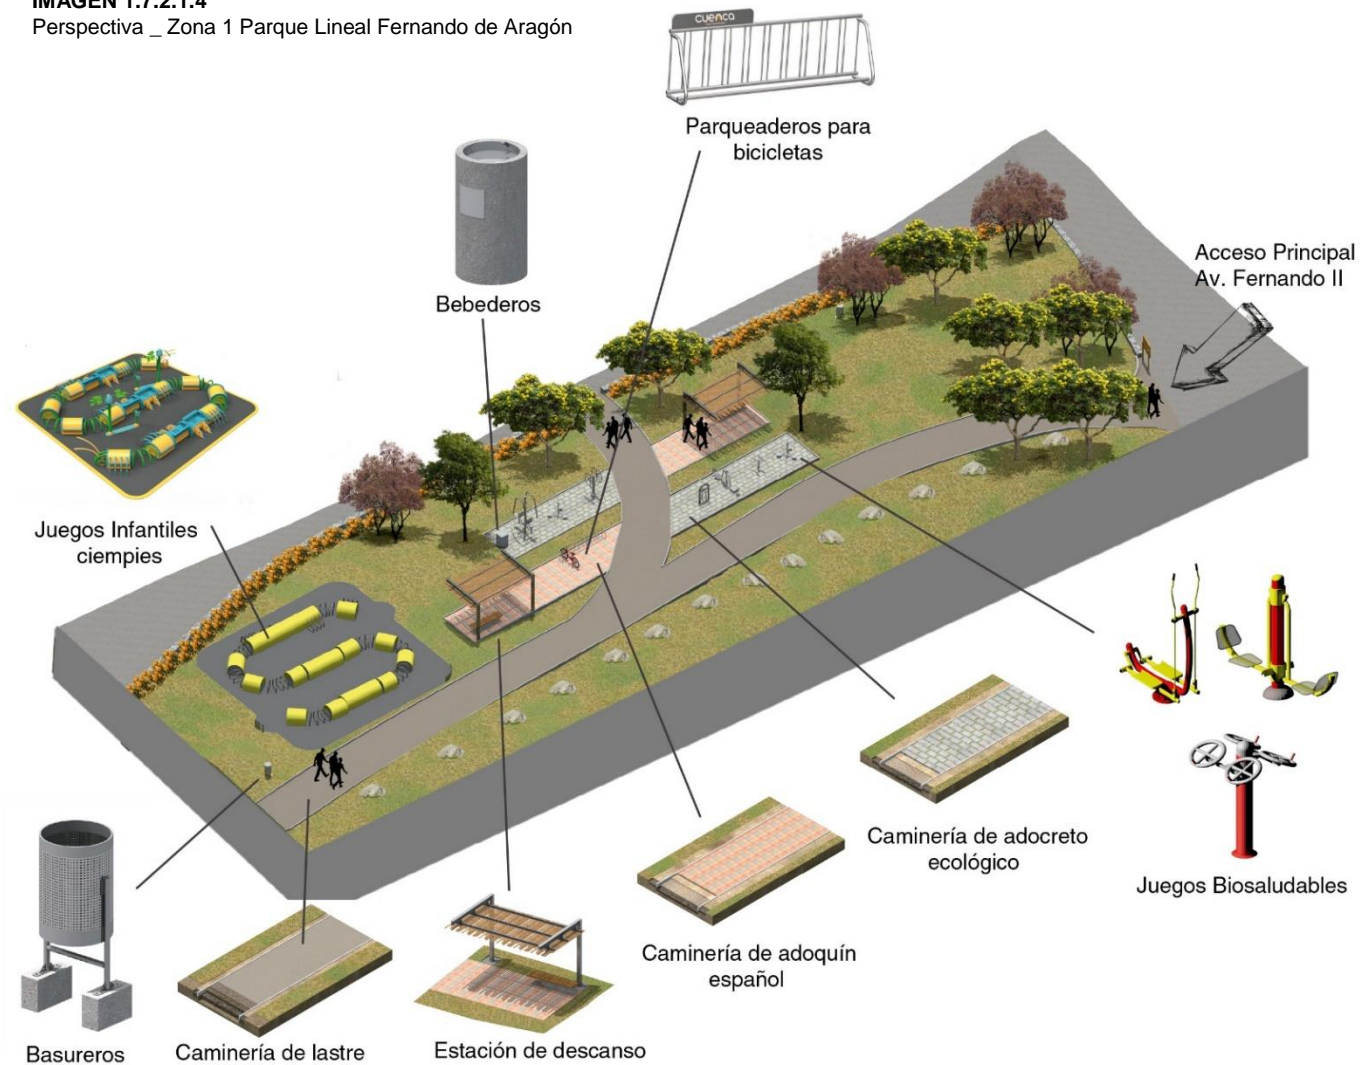 IMAGEN 1.7.2.1.4
Perspectiva _ Zona 1 Parque Lineal Fernando de Aragón
cuenca
Parqueaderos para
bicicletas
Bebederos
Acceso Principal
Av. Fernando II
Juegos Infantiles
ciempies
Caminería de adocreto
ecológico
Juegos Biosaludables
Caminería de adoquín
español
Basureros
Caminería de lastre
Estación de descanso